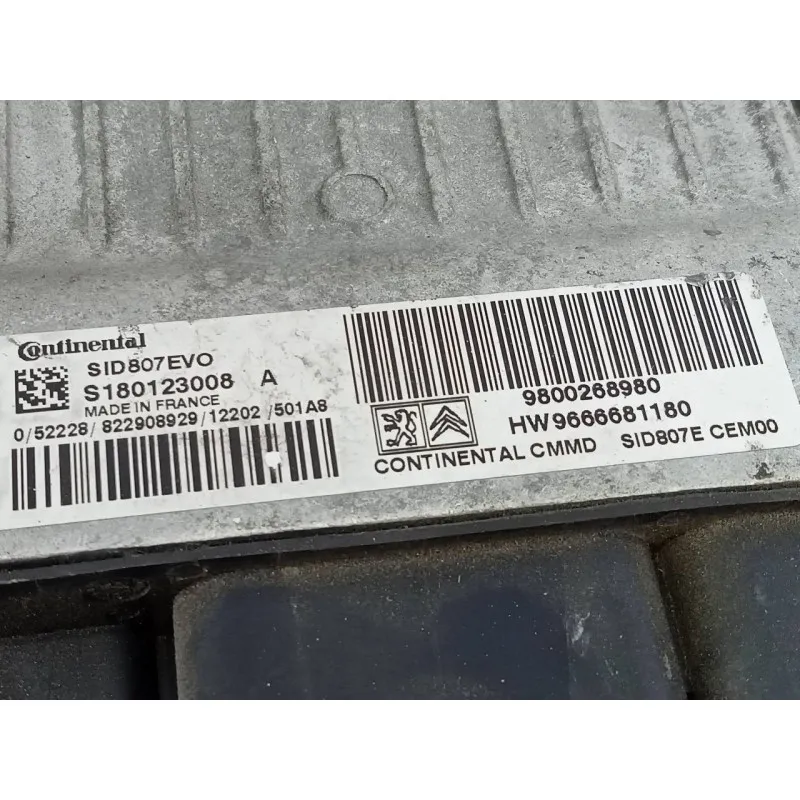 Continental
SID807EVO
S180123008 A
MADE IN FRANCE
0/52228/822908929/12202/501A8
9800268980
HW9666681180
CONTINENTAL CMMD SID807E CEM00